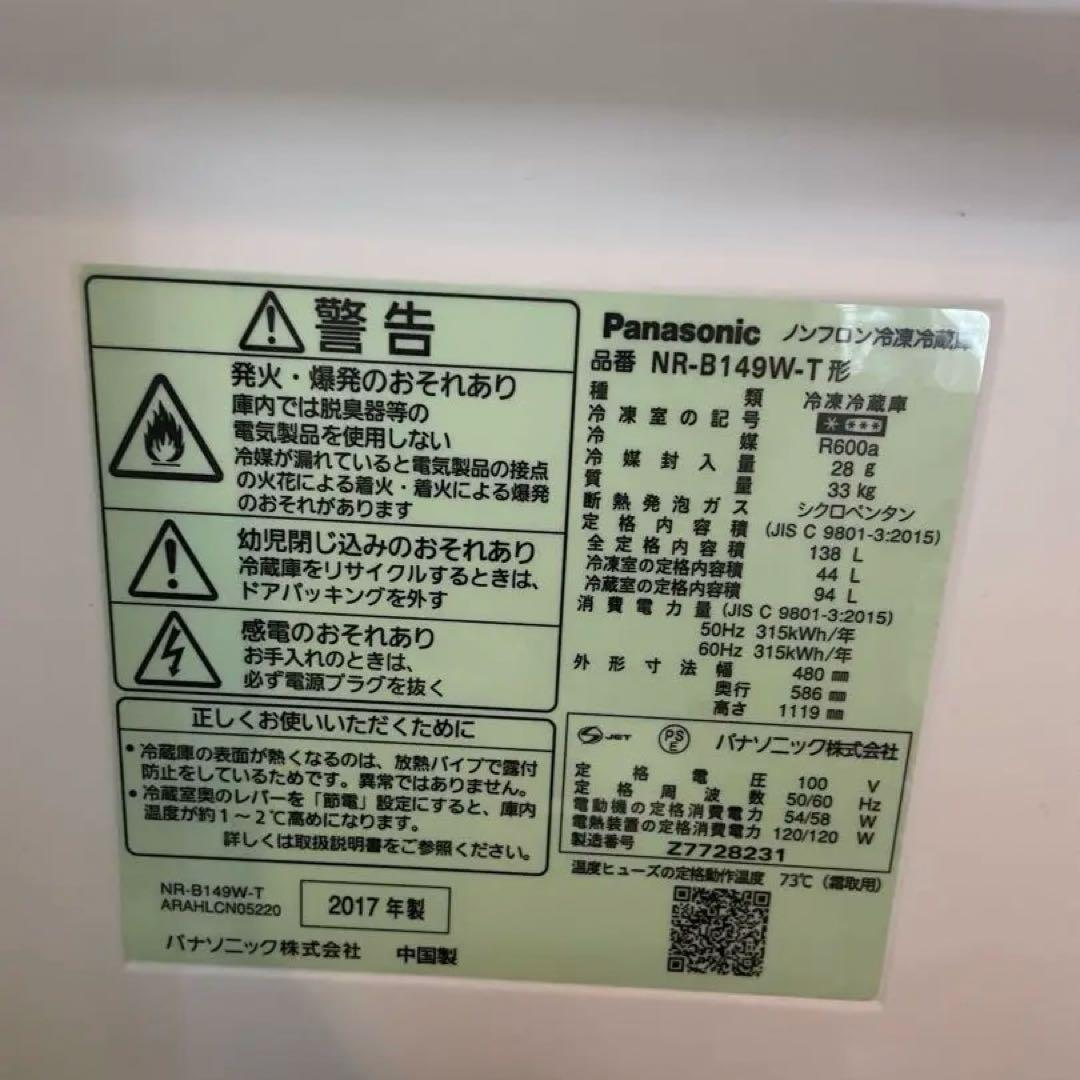 警告
発火・爆発のおそれあり
庫内では脱臭器等の
電気製品を使用しない
冷媒が漏れていると電気製品の接点
の火花による着火・着火による爆発
のおそれがあります
幼児閉じ込みのおそれあり
冷蔵庫をリサイクルするときは、
ドアパッキングを外す
感電のおそれあり
お手入れのときは、
必ず電源プラグを抜く
正しくお使いいただくために
・冷蔵庫の表面が熱くなるのは、放熱パイプで露付
防止をしているためです。異常ではありません。
・冷蔵室奥のレバーを「節電」設定にすると、庫内
温度が約1～2℃高めになります。
詳しくは取扱説明書をご参照ください。
NR-B149W-T
ARAHLCN05220
2017年製
パナソニック株式会社 中国製
Panasonic ノンフロン冷凍冷蔵庫
品番 NR-B149W-T形
種類 冷凍冷蔵庫
冷凍室の記号 * ***
冷媒 R600a
冷媒封入量 28 g
質量 33 kg
断熱発泡ガス シクロペンタン
定格内容積 (JIS C 9801-3:2015)
全定格内容積 138 L
冷凍室の定格内容積 44 L
冷蔵室の定格内容積 94 L
消費電力量 (JIS C 9801-3:2015)
50Hz 315kWh/年
60Hz 315kWh/年
外形寸法 幅 480 mm
奥行 586 mm
高さ 1119 mm
JET PSE パナソニック株式会社
定格電圧 100 V
定格周波数 50/60 Hz
電動機の定格消費電力 54/58 W
電熱装置の定格消費電力 120/120 W
製造番号 Z7728231
温度ヒューズの定格動作温度 73℃（霜取用）